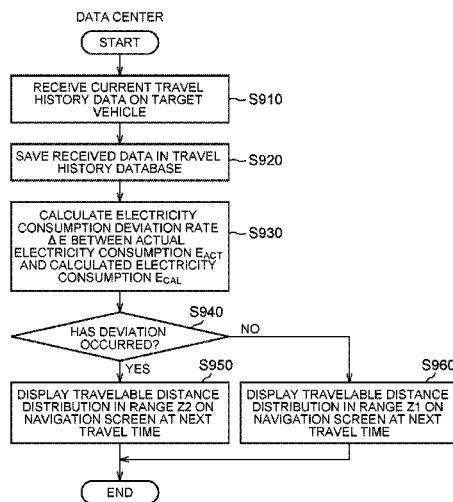 DATA CENTER
START
RECEIVE CURRENT TRAVEL
HISTORY DATA ON TARGET
VEHICLE
S910
SAVE RECEIVED DATA IN TRAVEL
HISTORY DATABASE
S920
CALCULATE ELECTRICITY
CONSUMPTION DEVIATION RATE
ΔE BETWEEN ACTUAL
ELECTRICITY CONSUMPTION EACT
AND CALCULATED ELECTRICITY
CONSUMPTION ECAL
S930
S940
HAS DEVIATION
OCCURRED?
NO
YES
S950
S960
DISPLAY TRAVELABLE DISTANCE
DISTRIBUTION IN RANGE Z2 ON
NAVIGATION SCREEN AT NEXT
TRAVEL TIME
DISPLAY TRAVELABLE DISTANCE
DISTRIBUTION IN RANGE Z1 ON
NAVIGATION SCREEN AT NEXT
TRAVEL TIME
END